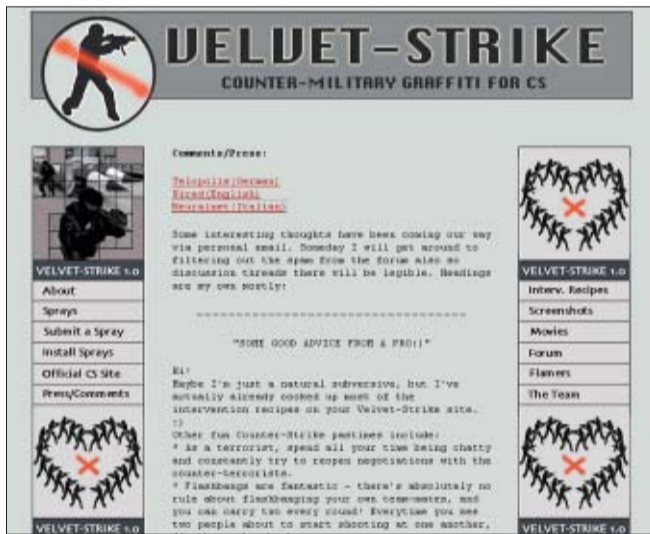 VELVET-STRIKE
COUNTER-MILITARY GRAFFITI FOR CS
VELVET-STRIKE 1.0
About
Sprays
Submit a Spray
Install Sprays
Official CS Site
Press/Comments
VELVET-STRIKE 1.0
Comments/Press:
Telepolis(German)
Wired(English)
Neuralnet(Italian)
Some interesting thoughts have been coming our way
via personal email. Someday I will get around to
filtering out the spam from the forum also so
discussion threads there will be legible. Headings
are my own mostly:
"SOME GOOD ADVICE FROM A PRO:)"
Hi!
Maybe I'm just a natural subversive, but I've
actually already cooked up most of the
intervention recipes on your Velvet-Strike site.
:)
Other fun Counter-Strike pastimes include:
* As a terrorist, spend all your time being chatty
and constantly try to reopen negotiations with the
counter-terrorists.
* Flashbangs are fantastic - there's absolutely no
rule about flashbanging your own team-mates, and
you can carry two every round! Everytime you see
two people about to start shooting at one another,
VELVET-STRIKE 1.0
Interv. Recipes
Screenshots
Movies
Forum
Flamers
The Team
VELVET-STRIKE 1.0